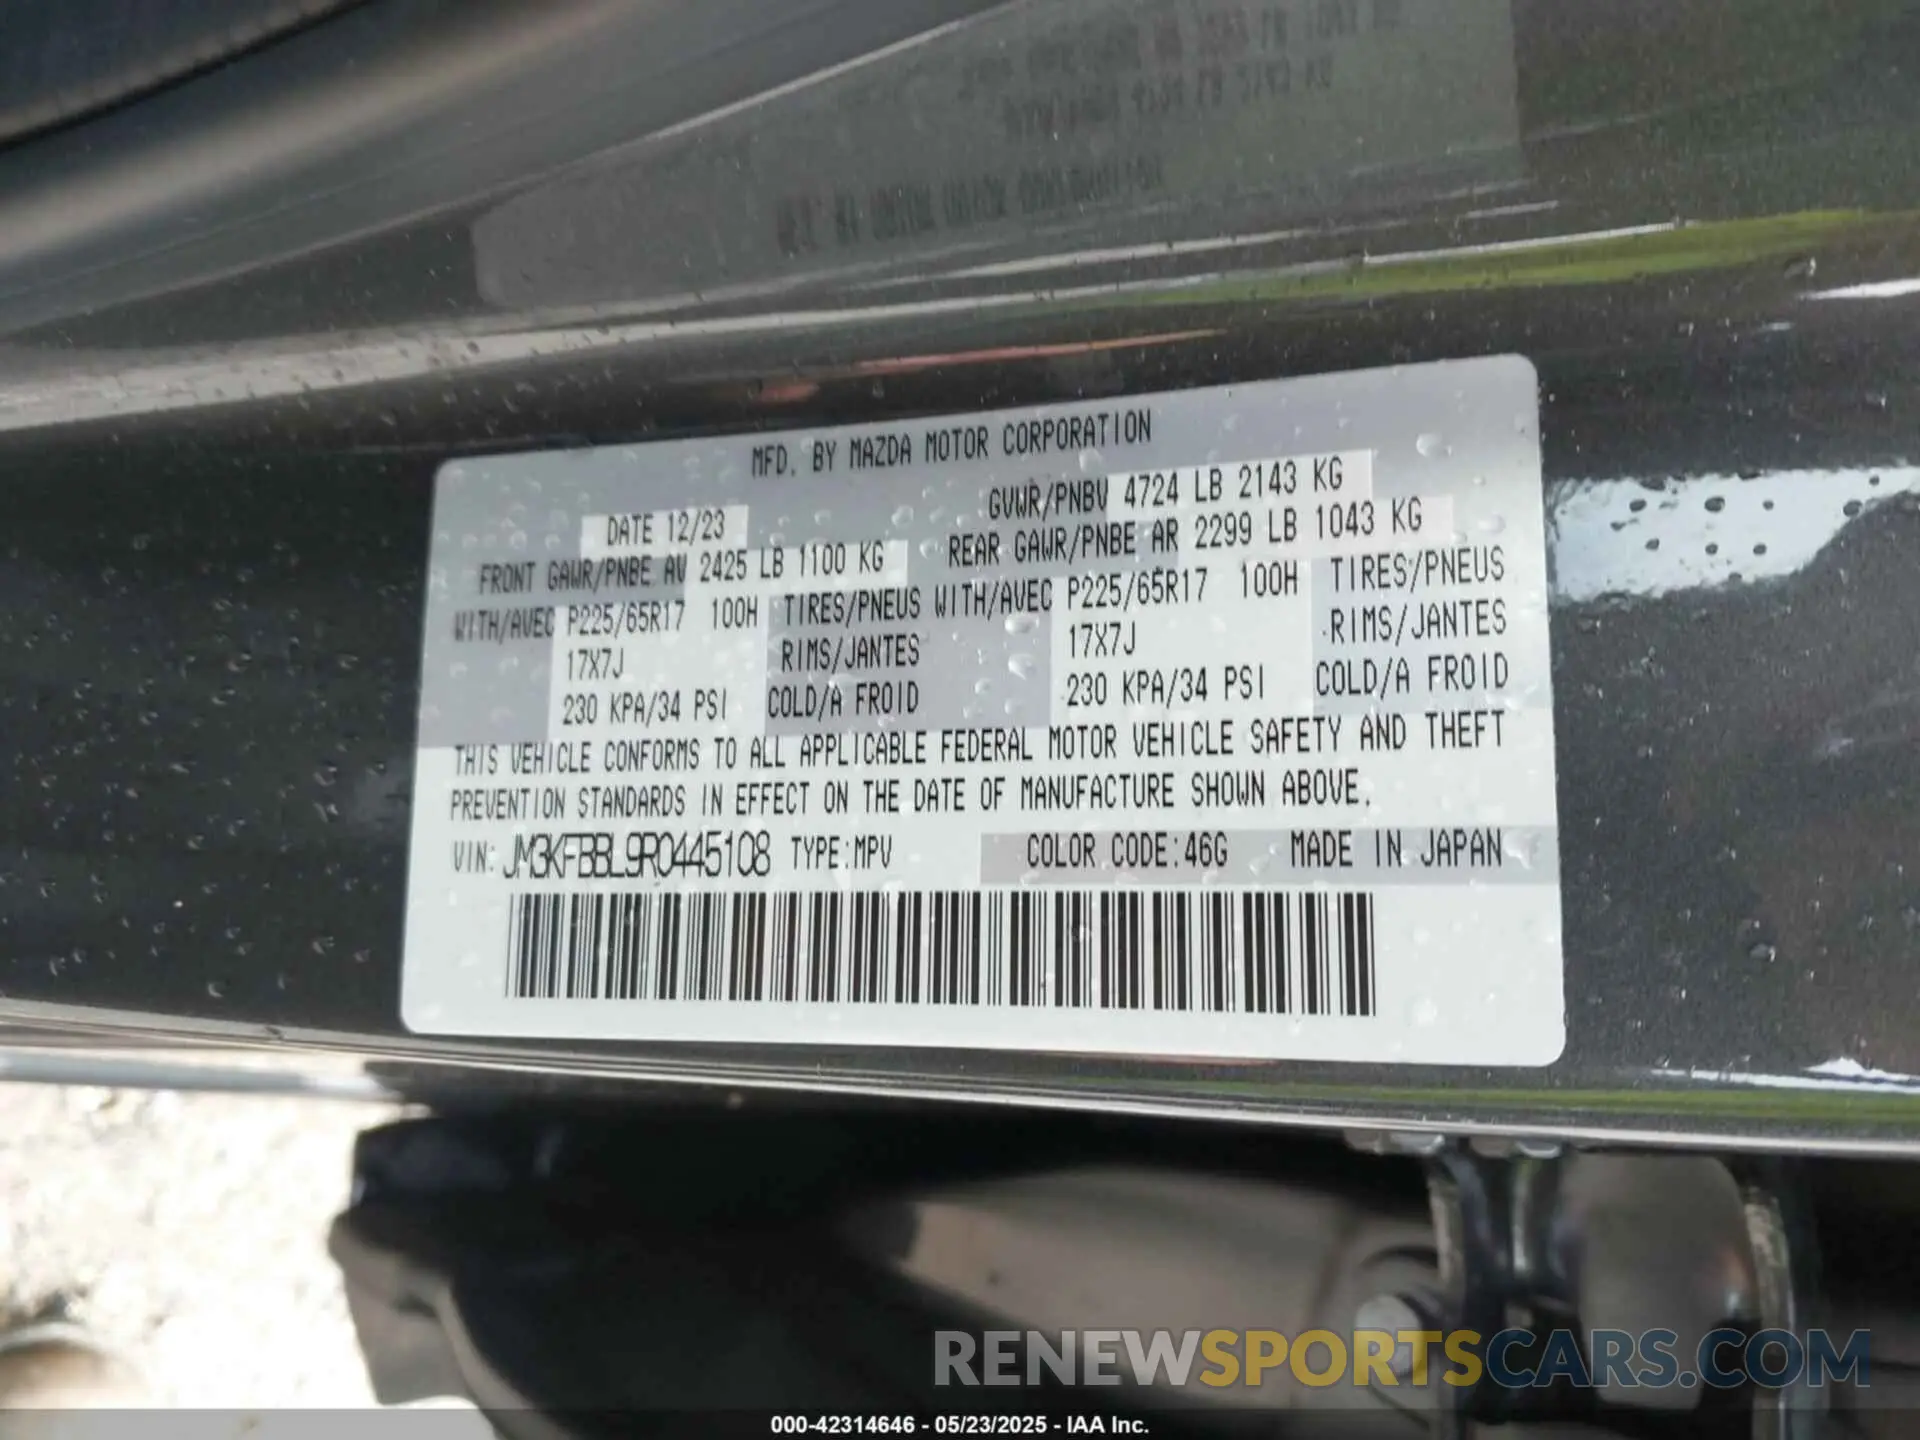 MFD. BY MAZDA MOTOR CORPORATION
DATE 12/23 GVWR/PNBV 4724 LB 2143 KG
FRONT GAWR/PNBE AV 2425 LB 1100 KG REAR GAWR/PNBE AR 2299 LB 1043 KG
WITH/AVEC P225/65R17 100H TIRES/PNEUS WITH/AVEC P225/65R17 100H TIRES/PNEUS
17X7J RIMS/JANTES 17X7J RIMS/JANTES
230 KPA/34 PSI COLD/A FROID 230 KPA/34 PSI COLD/A FROID
THIS VEHICLE CONFORMS TO ALL APPLICABLE FEDERAL MOTOR VEHICLE SAFETY AND THEFT
PREVENTION STANDARDS IN EFFECT ON THE DATE OF MANUFACTURE SHOWN ABOVE.
VIN: JM3KFBBL9R0445108 TYPE:MPV COLOR CODE:46G MADE IN JAPAN
RENEWSPORTSCARS.COM
000-42314646 - 05/23/2025 - IAA Inc.